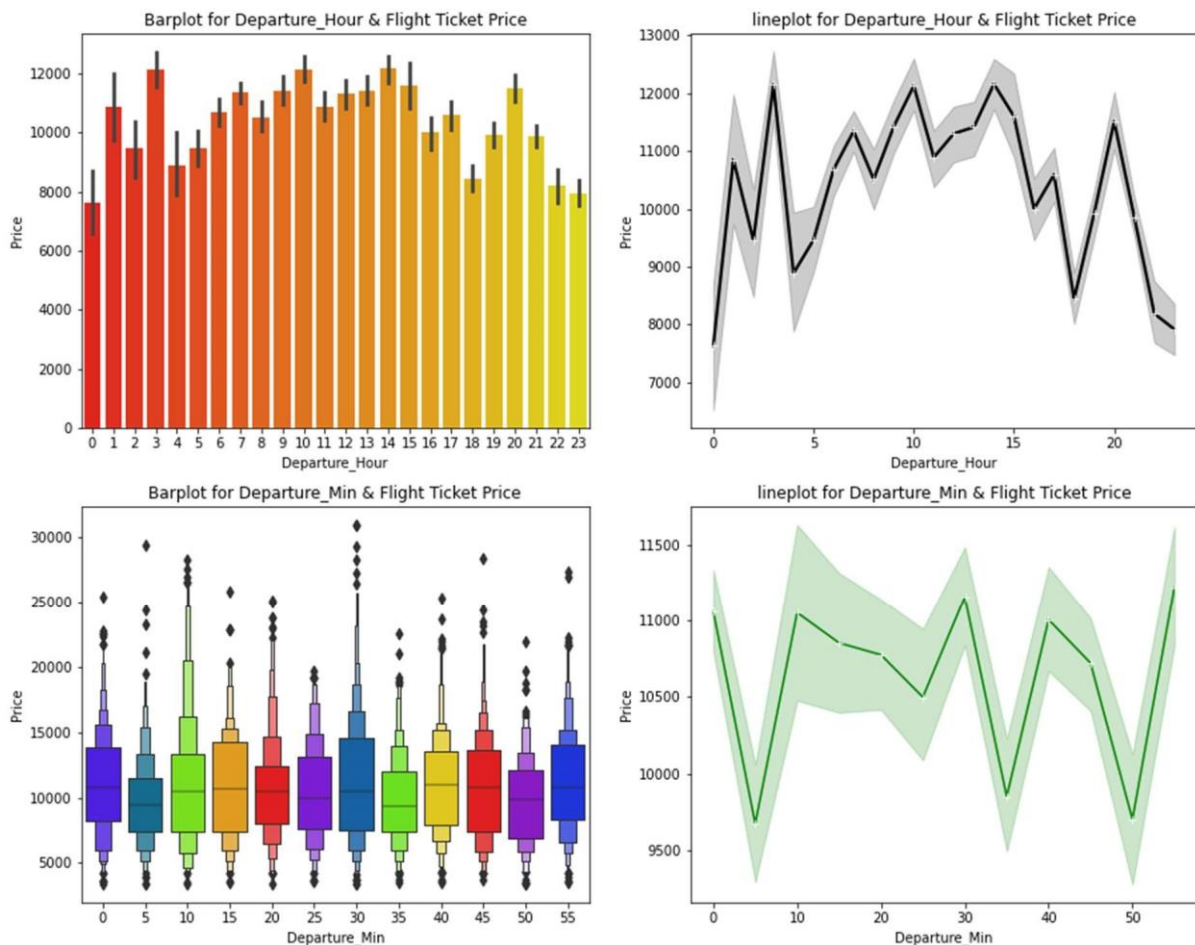 Barplot for Departure_Hour & Flight Ticket Price
12000
10000
8000
6000
4000
2000
0
Price
0 1 2 3 4 5 6 7 8 9 10 11 12 13 14 15 16 17 18 19 20 21 22 23
Departure_Hour
lineplot for Departure_Hour & Flight Ticket Price
13000
12000
11000
10000
9000
8000
7000
Price
0 5 10 15 20
Departure_Hour
Barplot for Departure_Min & Flight Ticket Price
30000
25000
20000
15000
10000
5000
Price
0 5 10 15 20 25 30 35 40 45 50 55
Departure_Min
lineplot for Departure_Min & Flight Ticket Price
11500
11000
10500
10000
9500
Price
0 10 20 30 40 50
Departure_Min